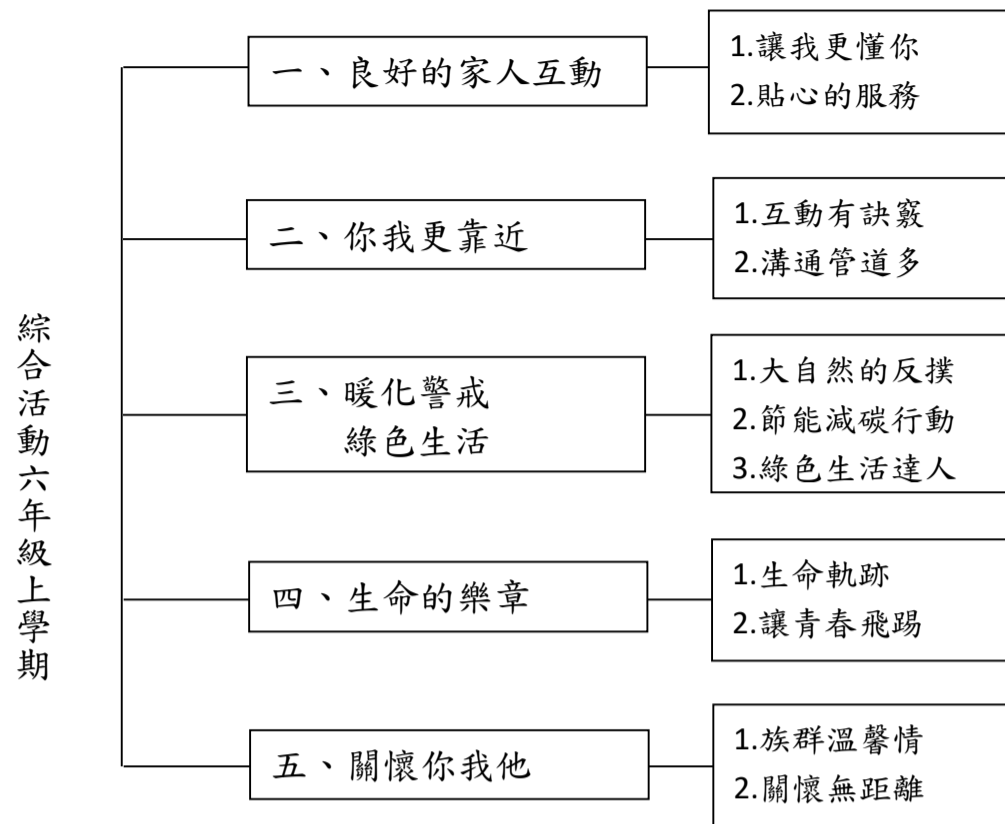 綜合活動六年級上學期
一、良好的家人互動
1.讓我更懂你
2.貼心的服務
二、你我更靠近
1.互動有訣竅
2.溝通管道多
三、暖化警戒
綠色生活
1.大自然的反撲
2.節能減碳行動
3.綠色生活達人
四、生命的樂章
1.生命軌跡
2.讓青春飛踢
五、關懷你我他
1.族群溫馨情
2.關懷無距離